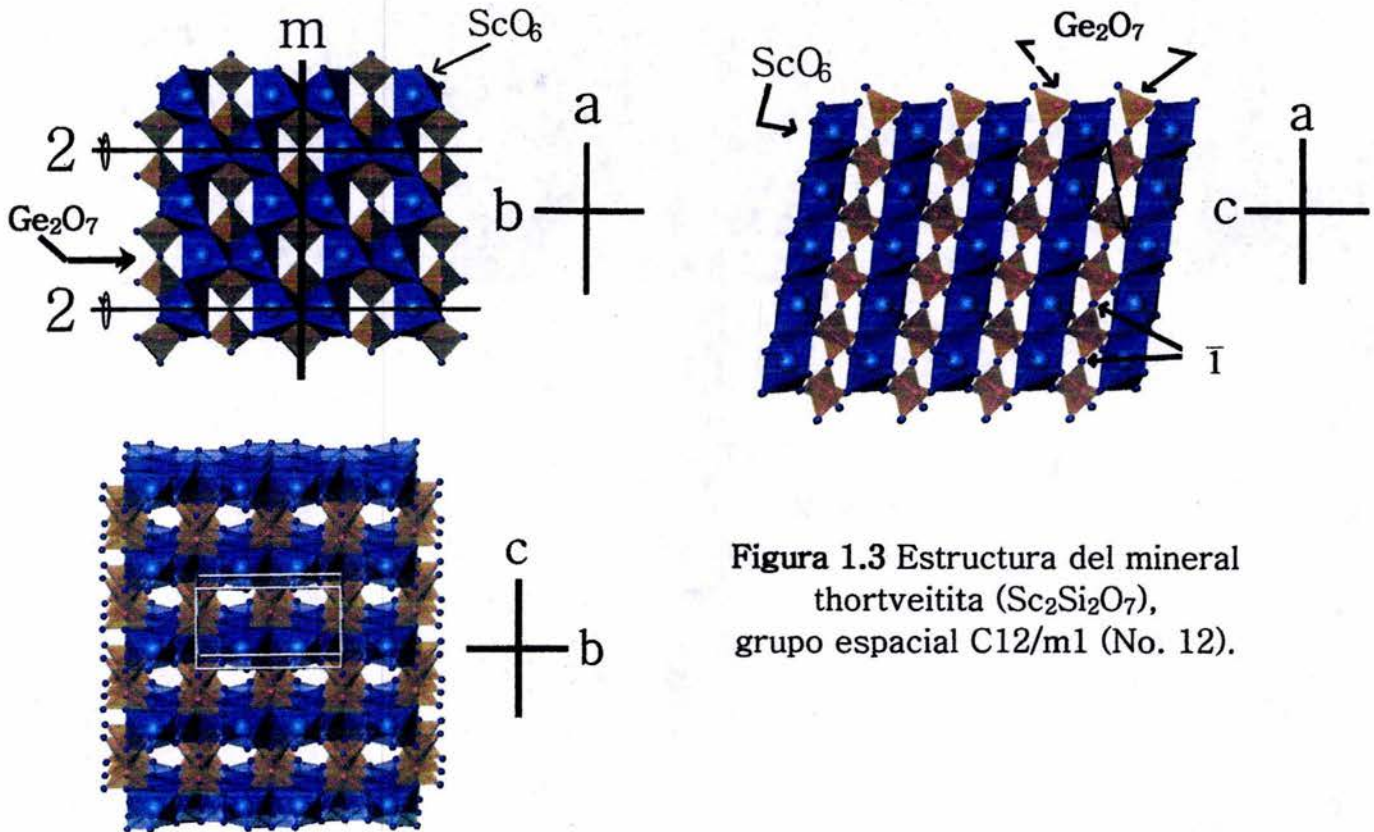 m
ScO₆
2
a
b
Ge₂O₇
2
Ge₂O₇
ScO₆
a
c
1̅
c
b
Figura 1.3 Estructura del mineral
thortveitita (Sc₂Si₂O₇),
grupo espacial C12/m1 (No. 12).